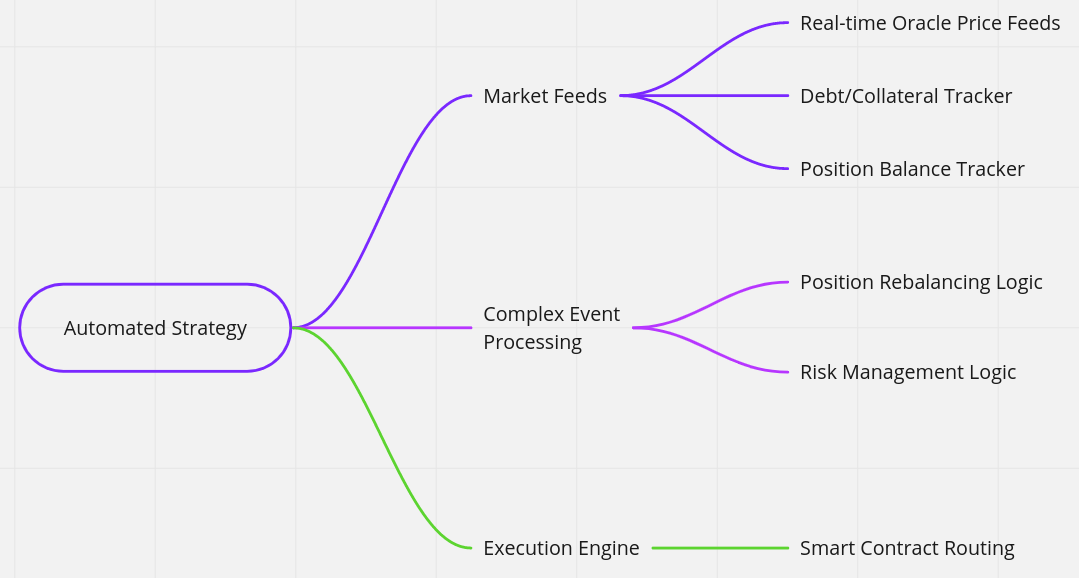 Automated Strategy
Market Feeds
Real-time Oracle Price Feeds
Debt/Collateral Tracker
Position Balance Tracker
Complex Event
Processing
Position Rebalancing Logic
Risk Management Logic
Execution Engine
Smart Contract Routing